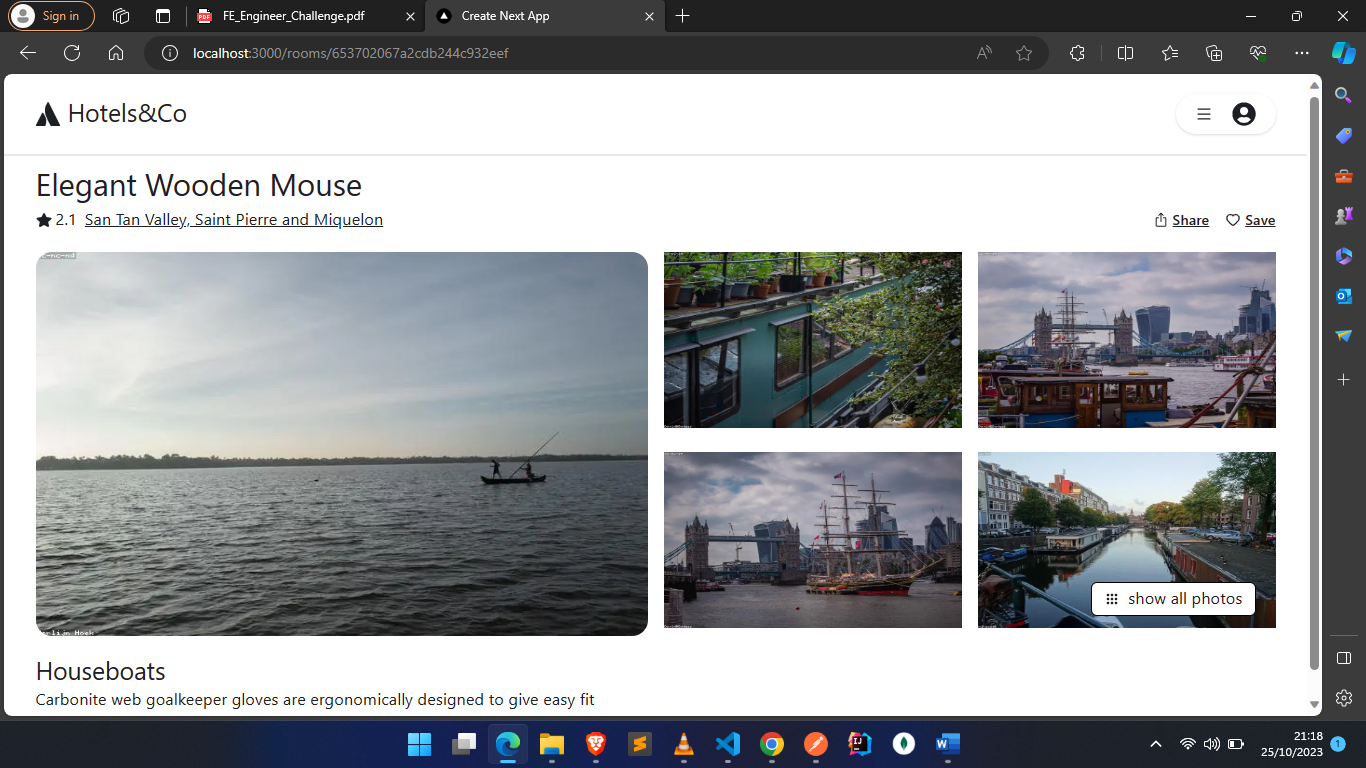 Sign in
FE_Engineer_Challenge.pdf
Create Next App
localhost:3000/rooms/653702067a2cdb244c932eef
Hotels&Co
Elegant Wooden Mouse
2.1 San Tan Valley, Saint Pierre and Miquelon
Share
Save
show all photos
Houseboats
Carbonite web goalkeeper gloves are ergonomically designed to give easy fit
21:18
25/10/2023
1